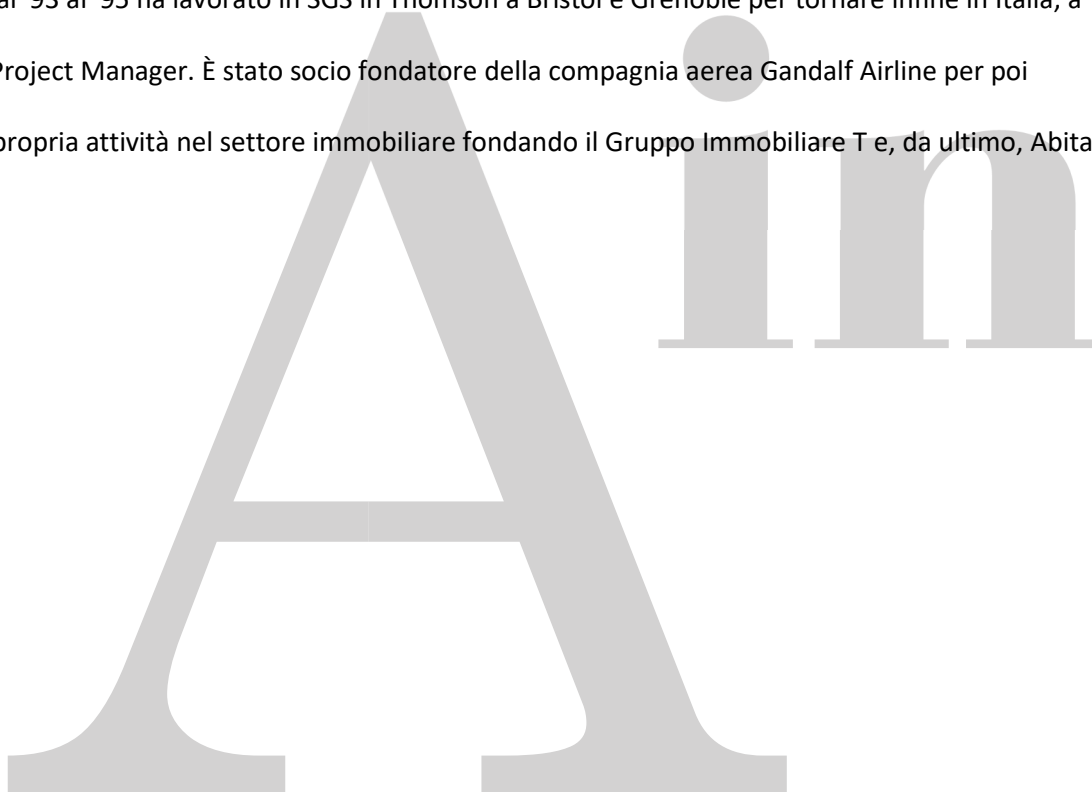 al '93 al '95 ha lavorato in SGS in Thomson a Bristol e Grenoble per tornare infine in Italia, a
Project Manager. È stato socio fondatore della compagnia aerea Gandalf Airline per poi
propria attività nel settore immobiliare fondando il Gruppo Immobiliare T e, da ultimo, Abita
A in